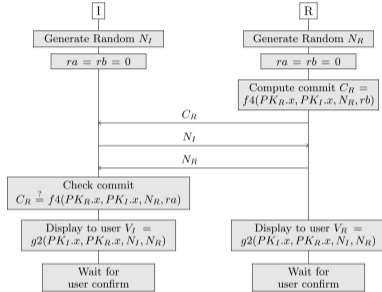 I
R
Generate Random N_I
Generate Random N_R
ra = rb = 0
ra = rb = 0
Compute commit C_R =
f4(PK_R.x, PK_I.x, N_R, rb)
C_R
N_I
N_R
Check commit
C_R ≟ f4(PK_R.x, PK_I.x, N_R, ra)
Display to user V_I =
g2(PK_I.x, PK_R.x, N_I, N_R)
Display to user V_R =
g2(PK_I.x, PK_R.x, N_I, N_R)
Wait for
user confirm
Wait for
user confirm